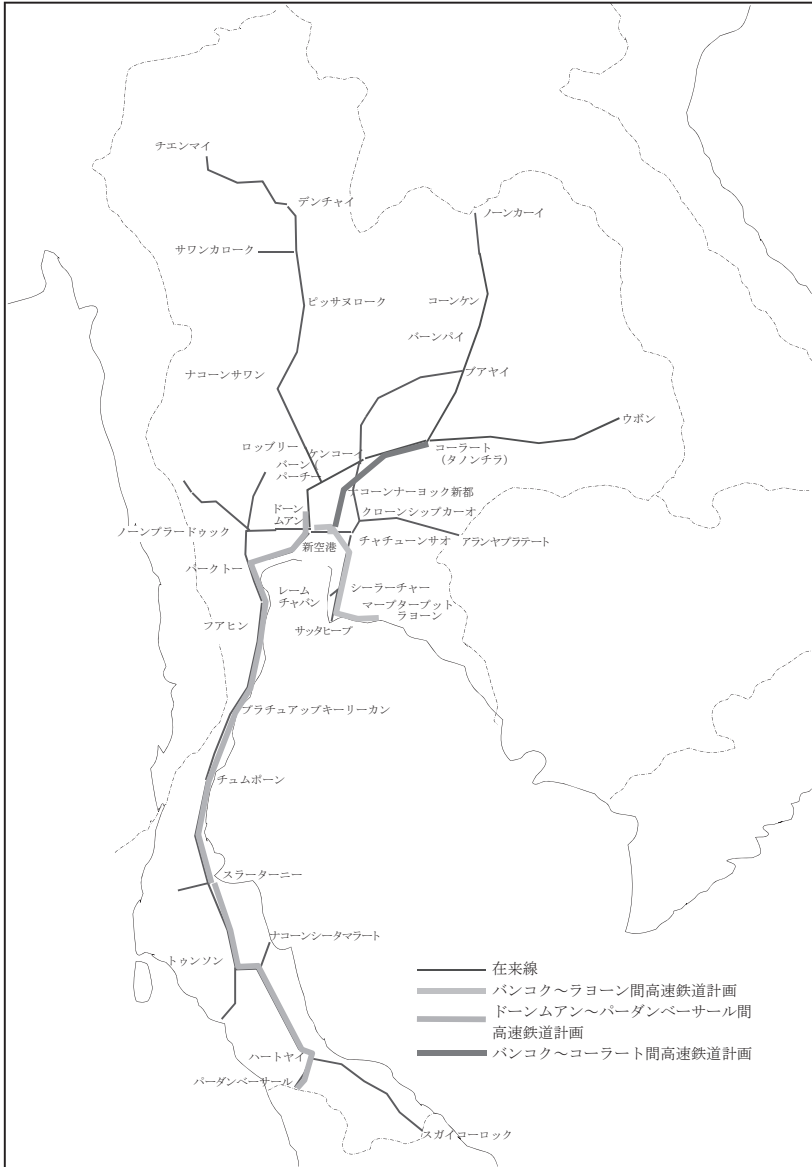 チエンマイ
デンチャイ
ノーンカーイ
サワンカローク
ピッサヌローク
コーンケン
バーンパイ
ナコーンサワン
ブアヤイ
ウボン
ロップリー
ケンコーイ
コーラート
(タノンチラ)
バーン
パーチー
ナコーンナーヨック新都
ドーン
ムアン
クローンシップカーオ
ノーンプラードゥック
新空港
チャチューンサオ
アランヤプラテート
パークトー
シーラーチャー
レーム
チャバン
マープタープット
ラヨーン
フアヒン
サッタヒープ
プラチュアップキーリーカン
チュムポーン
スラーターニー
ナコーンシータマラート
トゥンソン
在来線
バンコク～ラヨーン間高速鉄道計画
ドーンムアン～パーダンベーサール間
高速鉄道計画
バンコク～コーラート間高速鉄道計画
ハートヤイ
パーダンベーサール
スガイコーロック